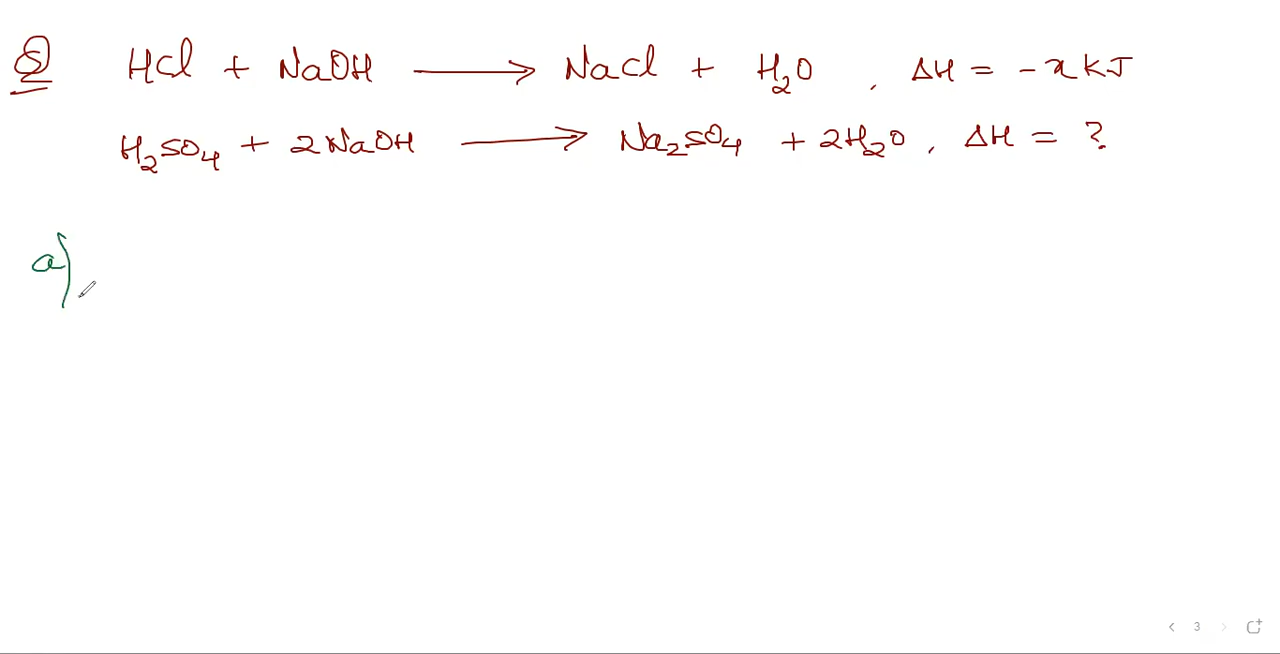 Q HCl + NaOH ⟶ NaCl + H₂O , ΔH = -x kJ
H₂SO₄ + 2NaOH ⟶ Na₂SO₄ + 2H₂O , ΔH = ?
a)
< 3 >